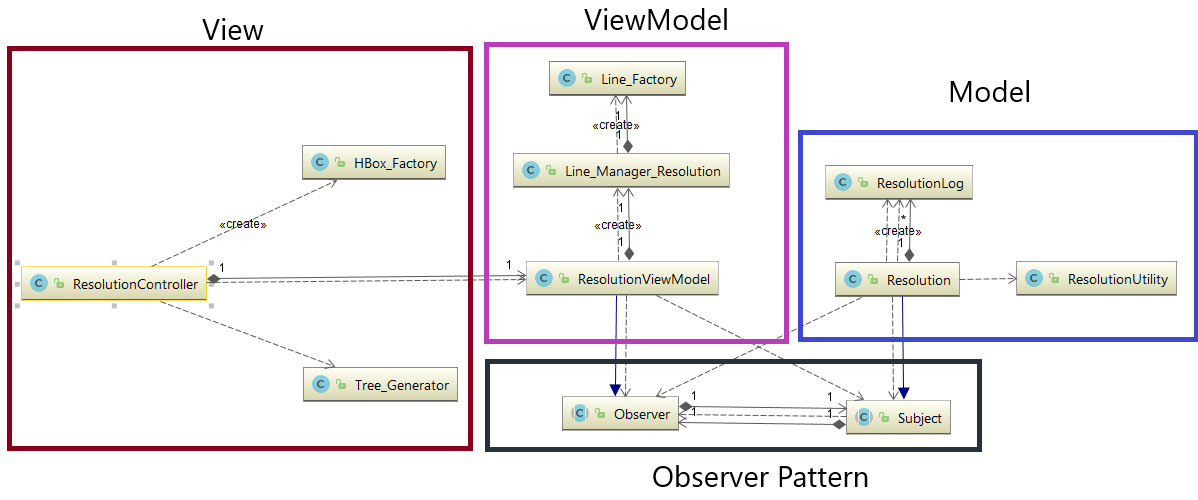 View
ViewModel
Model
C Line_Factory
1
«create»
1
C HBox_Factory
C Line_Manager_Resolution
C ResolutionLog
«create»
1
«create»
1
*
«create»
1
C ResolutionController
1
1
C ResolutionViewModel
C Resolution
C ResolutionUtility
C Tree_Generator
C Observer
1
1
1
1
C Subject
Observer Pattern